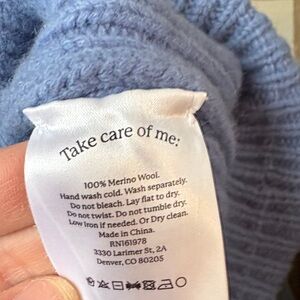 Take care of me:
100% Merino Wool.
Hand wash cold. Wash separately.
Do not bleach. Lay flat to dry.
Do not twist. Do not tumble dry.
Low iron if needed. Or Dry clean.
Made in China.
RN161978
3330 Larimer St, 2A
Denver, CO 80205